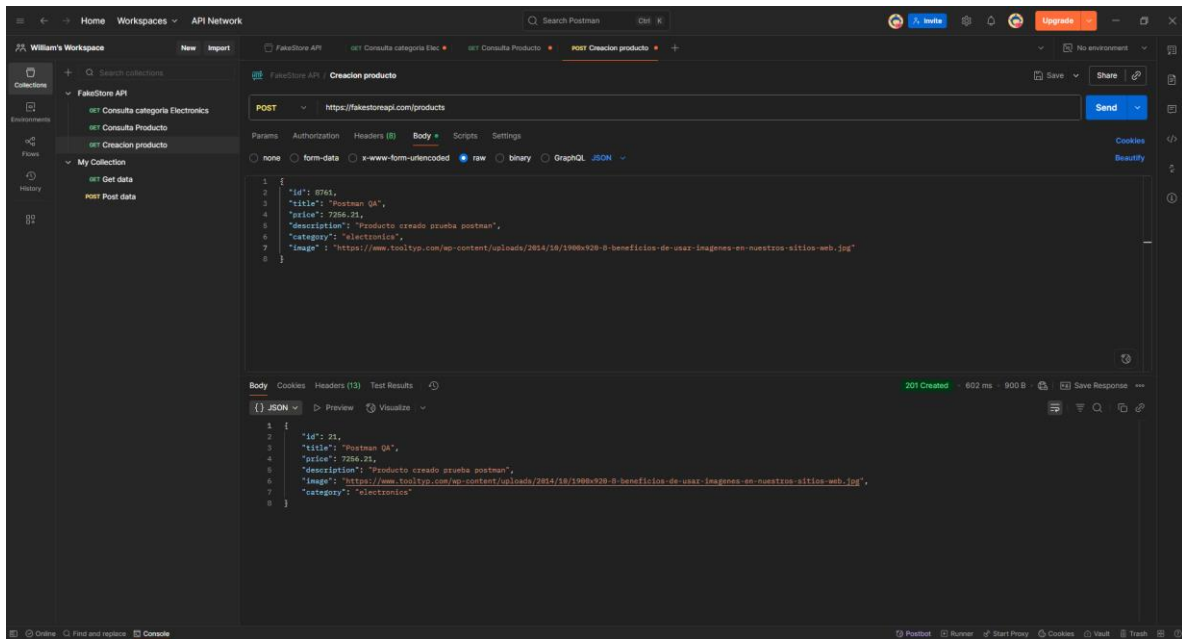 Home Workspaces API Network Search Postman Ctrl K Invite Upgrade
William's Workspace New Import FakeStore API GET Consulta categoria Elec GET Consulta Producto POST Creacion producto No environment
Collections Search collections FakeStore API / Creacion producto Save Share
FakeStore API
Environments GET Consulta categoria Electronics POST https://fakestoreapi.com/products Send
GET Consulta Producto
Flows GET Creacion producto Params Authorization Headers (8) Body Scripts Settings Cookies
My Collection none form-data x-www-form-urlencoded raw binary GraphQL JSON Beautify
History GET Get data
POST Post data
1 {
2 "id": 8761,
3 "title": "Postman QA",
4 "price": 7256.21,
5 "description": "Producto creado prueba postman",
6 "category": "electronics",
7 "image" : "https://www.tooltyp.com/wp-content/uploads/2014/10/1900x920-8-beneficios-de-usar-imagenes-en-nuestros-sitios-web.jpg"
8 }
Body Cookies Headers (13) Test Results 201 Created 602 ms 900 B Save Response
{} JSON Preview Visualize
1 {
2 "id": 21,
3 "title": "Postman QA",
4 "price": 7256.21,
5 "description": "Producto creado prueba postman",
6 "image": "https://www.tooltyp.com/wp-content/uploads/2014/10/1900x920-8-beneficios-de-usar-imagenes-en-nuestros-sitios-web.jpg",
7 "category": "electronics"
8 }
Online Find and replace Console Postbot Runner Start Proxy Cookies Vault Trash